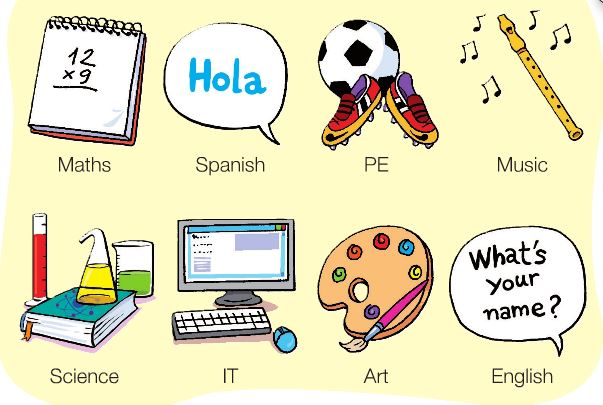 12
×9
Hola
Maths
Spanish
PE
Music
What's
your
name?
Science
IT
Art
English